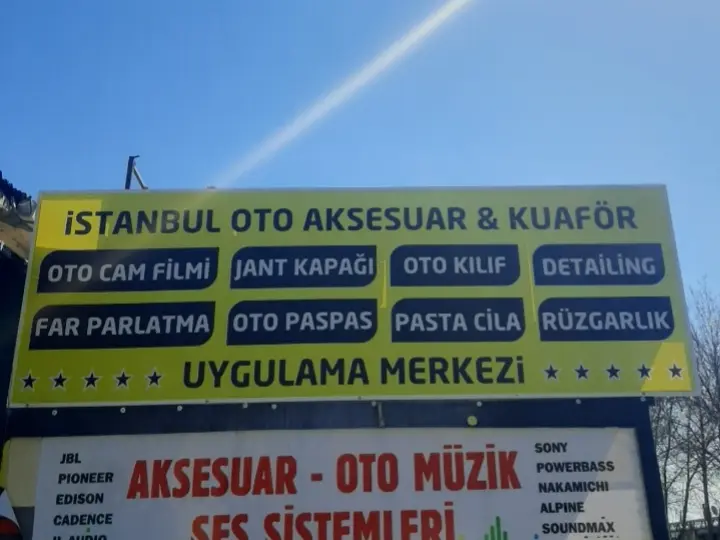 İSTANBUL OTO AKSESUAR & KUAFÖR
OTO CAM FİLMİ JANT KAPAĞI OTO KILIF DETAİLİNG
FAR PARLATMA OTO PASPAS PASTA CİLA RÜZGARLIK
UYGULAMA MERKEZİ
AKSESUAR - OTO MÜZİK
SES SİSTEMLERİ
JBL
PIONEER
EDISON
CADENCE
SONY
POWERBASS
NAKAMICHI
ALPINE
SOUNDMAX